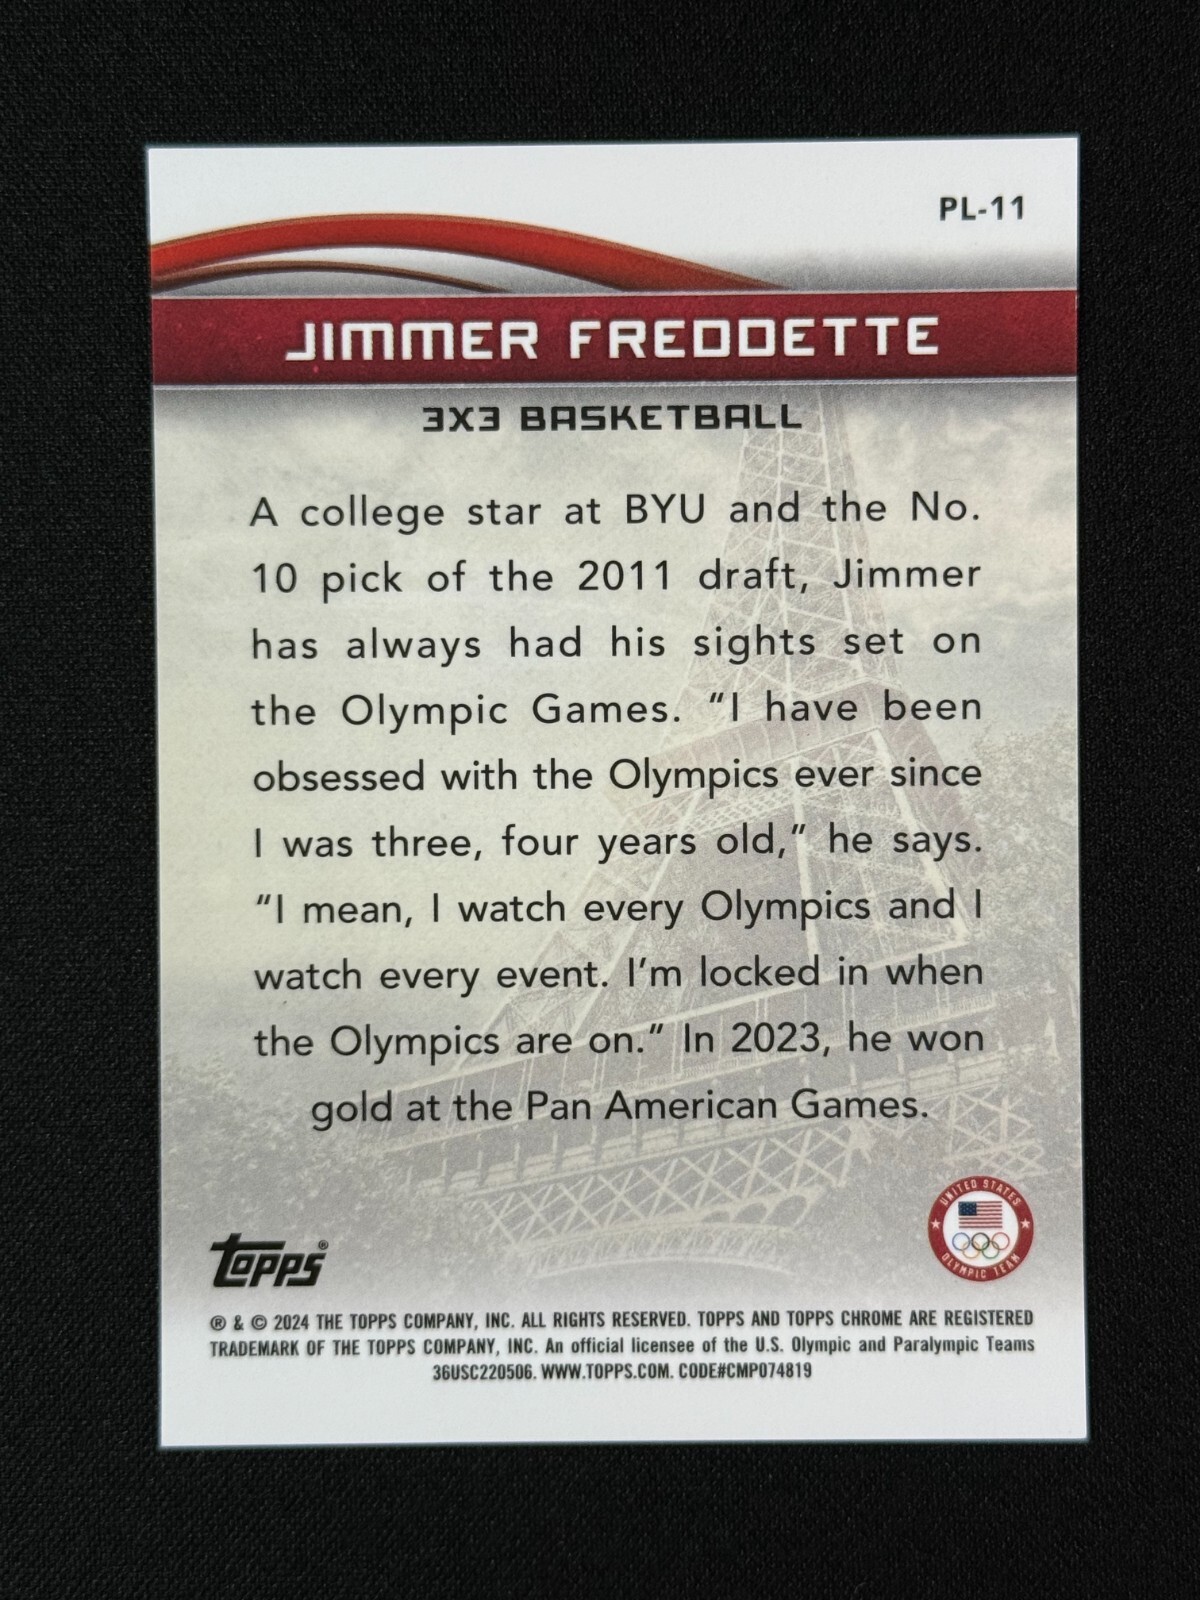 PL-11
JIMMER FREDDETTE
3X3 BASKETBALL
A college star at BYU and the No.
10 pick of the 2011 draft, Jimmer
has always had his sights set on
the Olympic Games. “I have been
obsessed with the Olympics ever since
I was three, four years old,” he says.
“I mean, I watch every Olympics and I
watch every event. I’m locked in when
the Olympics are on.” In 2023, he won
gold at the Pan American Games.
UNITED STATES
OLYMPIC TEAM
topps®
® & © 2024 THE TOPPS COMPANY, INC. ALL RIGHTS RESERVED. TOPPS AND TOPPS CHROME ARE REGISTERED
TRADEMARK OF THE TOPPS COMPANY, INC. An official licensee of the U.S. Olympic and Paralympic Teams
36USC220506. WWW.TOPPS.COM. CODE#CMP074819